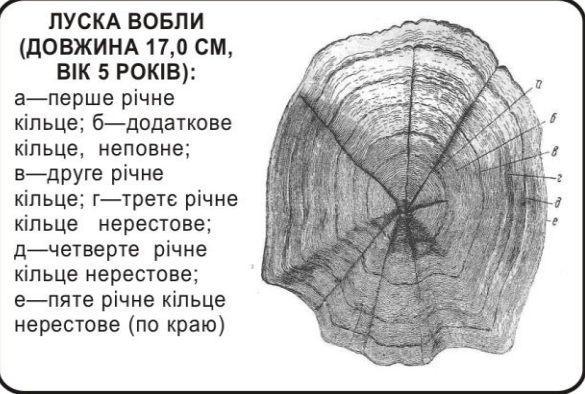 ЛУСКА ВОБЛИ
(ДОВЖИНА 17,0 СМ,
ВІК 5 РОКІВ):
а—перше річне
кільце; б—додаткове
кільце, неповне;
в—друге річне
кільце; г—третє річне
кільце нерестове;
д—четверте річне
кільце нерестове;
е—пяте річне кільце
нерестове (по краю)
а
б
в
г
д
е